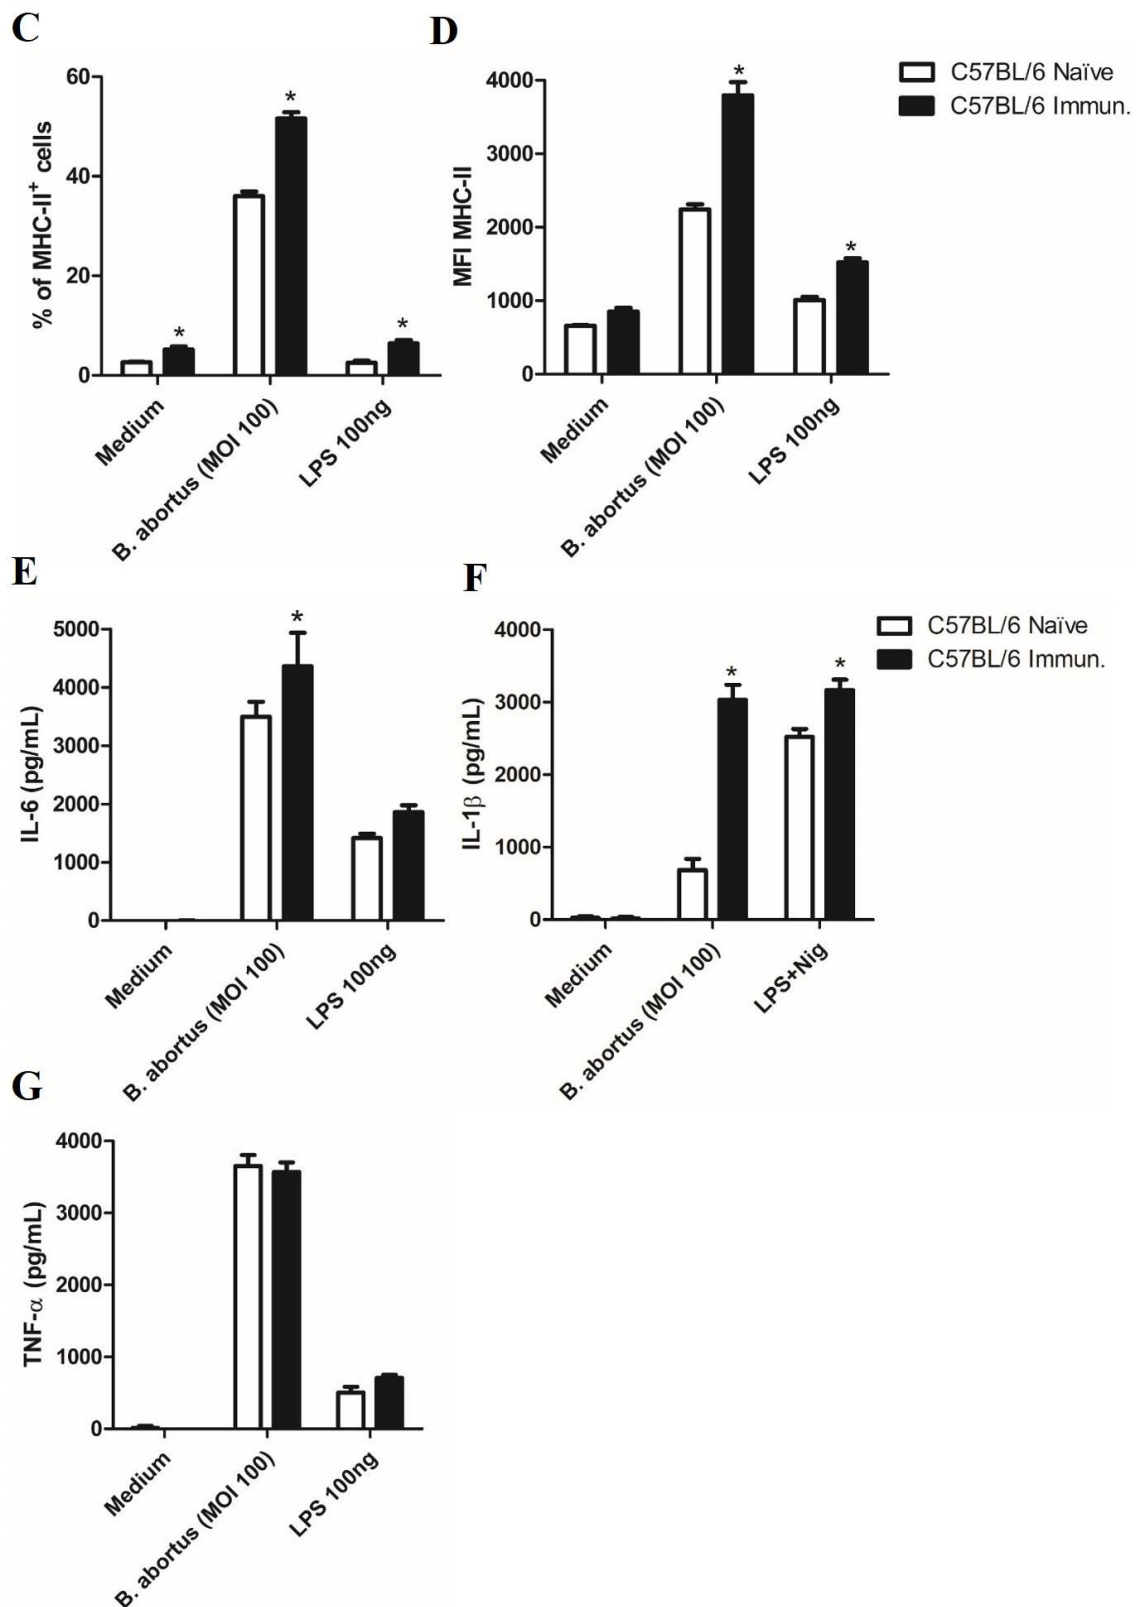 C
D
C57BL/6 Naïve
C57BL/6 Immun.
% of MHC-II+ cells
60
40
20
0
*
*
*
Medium
B. abortus (MOI 100)
LPS 100ng
MFI MHC-II
4000
3000
2000
1000
0
*
*
Medium
B. abortus (MOI 100)
LPS 100ng
E
F
C57BL/6 Naïve
C57BL/6 Immun.
IL-6 (pg/mL)
5000
4000
3000
2000
1000
0
*
Medium
B. abortus (MOI 100)
LPS 100ng
IL-1β (pg/mL)
4000
3000
2000
1000
0
*
*
Medium
B. abortus (MOI 100)
LPS+Nig
G
TNF-α (pg/mL)
4000
3000
2000
1000
0
Medium
B. abortus (MOI 100)
LPS 100ng